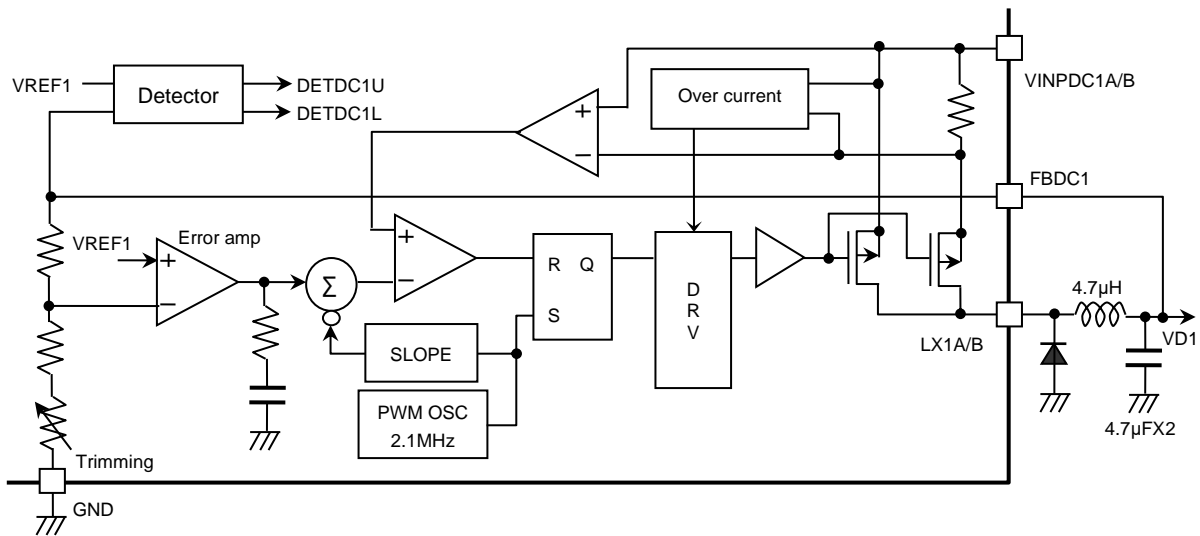 VREF1
Detector
DETDC1U
DETDC1L
Over current
VINPDC1A/B
+
−
FBDC1
VREF1
Error amp
+
−
Σ
+
−
R Q
S
D
R
V
SLOPE
PWM OSC
2.1MHz
LX1A/B
4.7µH
VD1
4.7µFX2
Trimming
GND